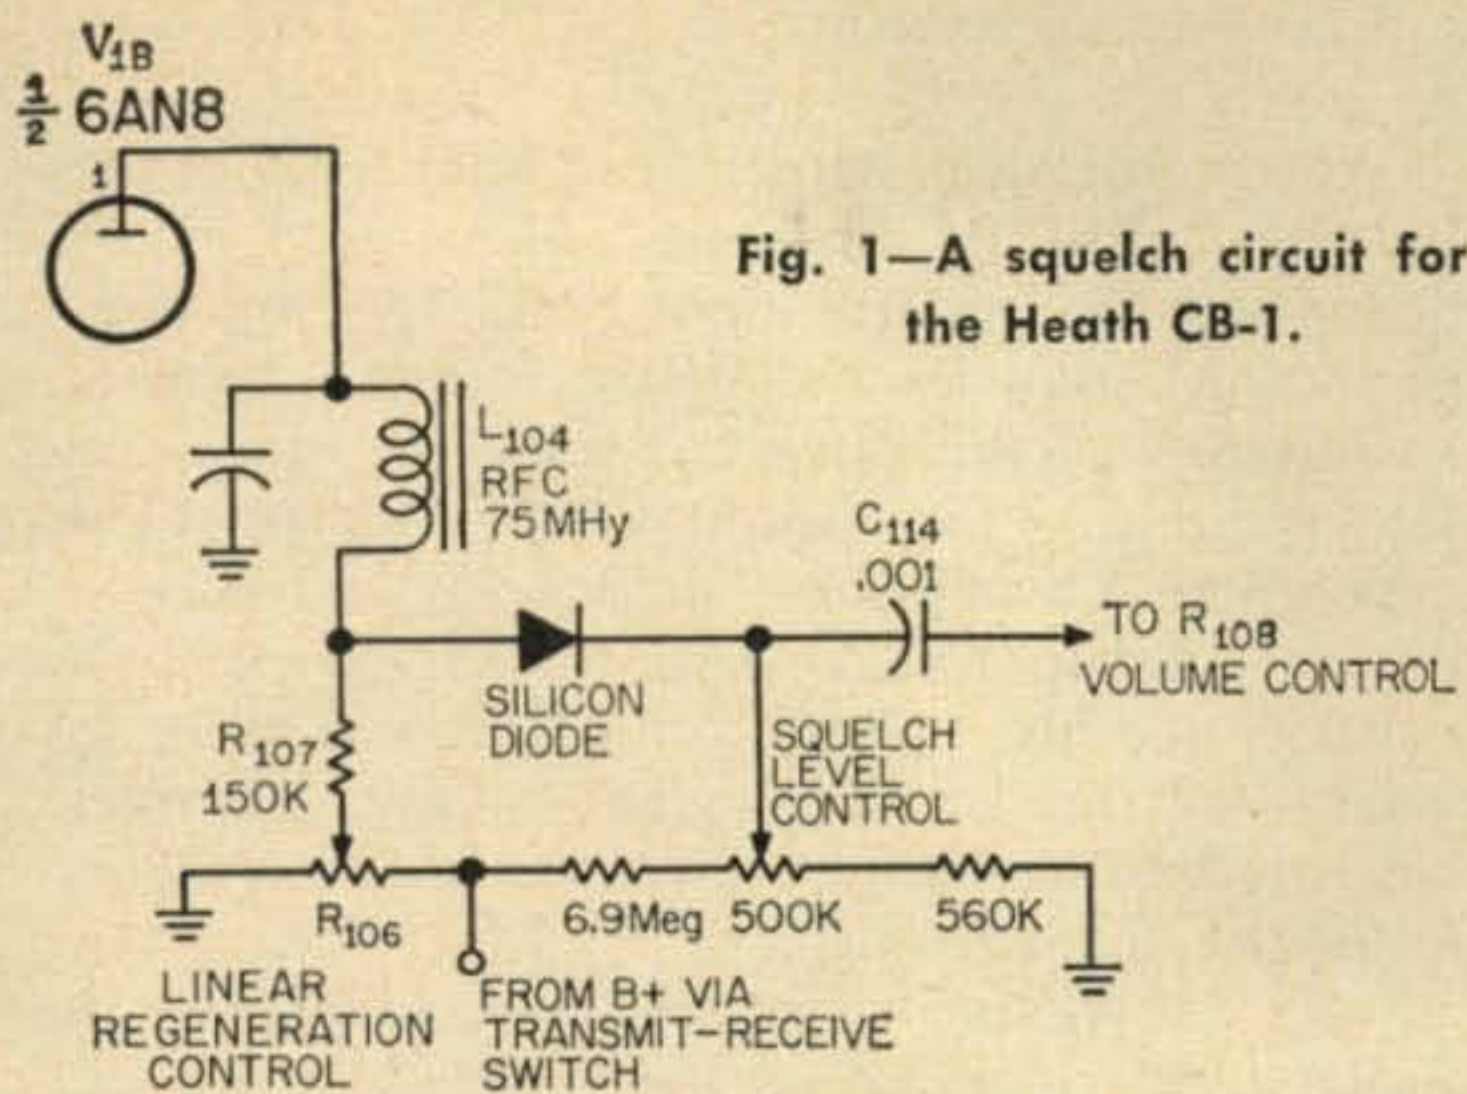 V1B
1/2 6AN8
1
Fig. 1—A squelch circuit for
the Heath CB-1.
L104
RFC
75MHy
C114
.001
TO R108
VOLUME CONTROL
SILICON
DIODE
R107
150K
SQUELCH
LEVEL
CONTROL
R106
6.9Meg
500K
560K
LINEAR
REGENERATION
CONTROL
FROM B+ VIA
TRANSMIT-RECEIVE
SWITCH